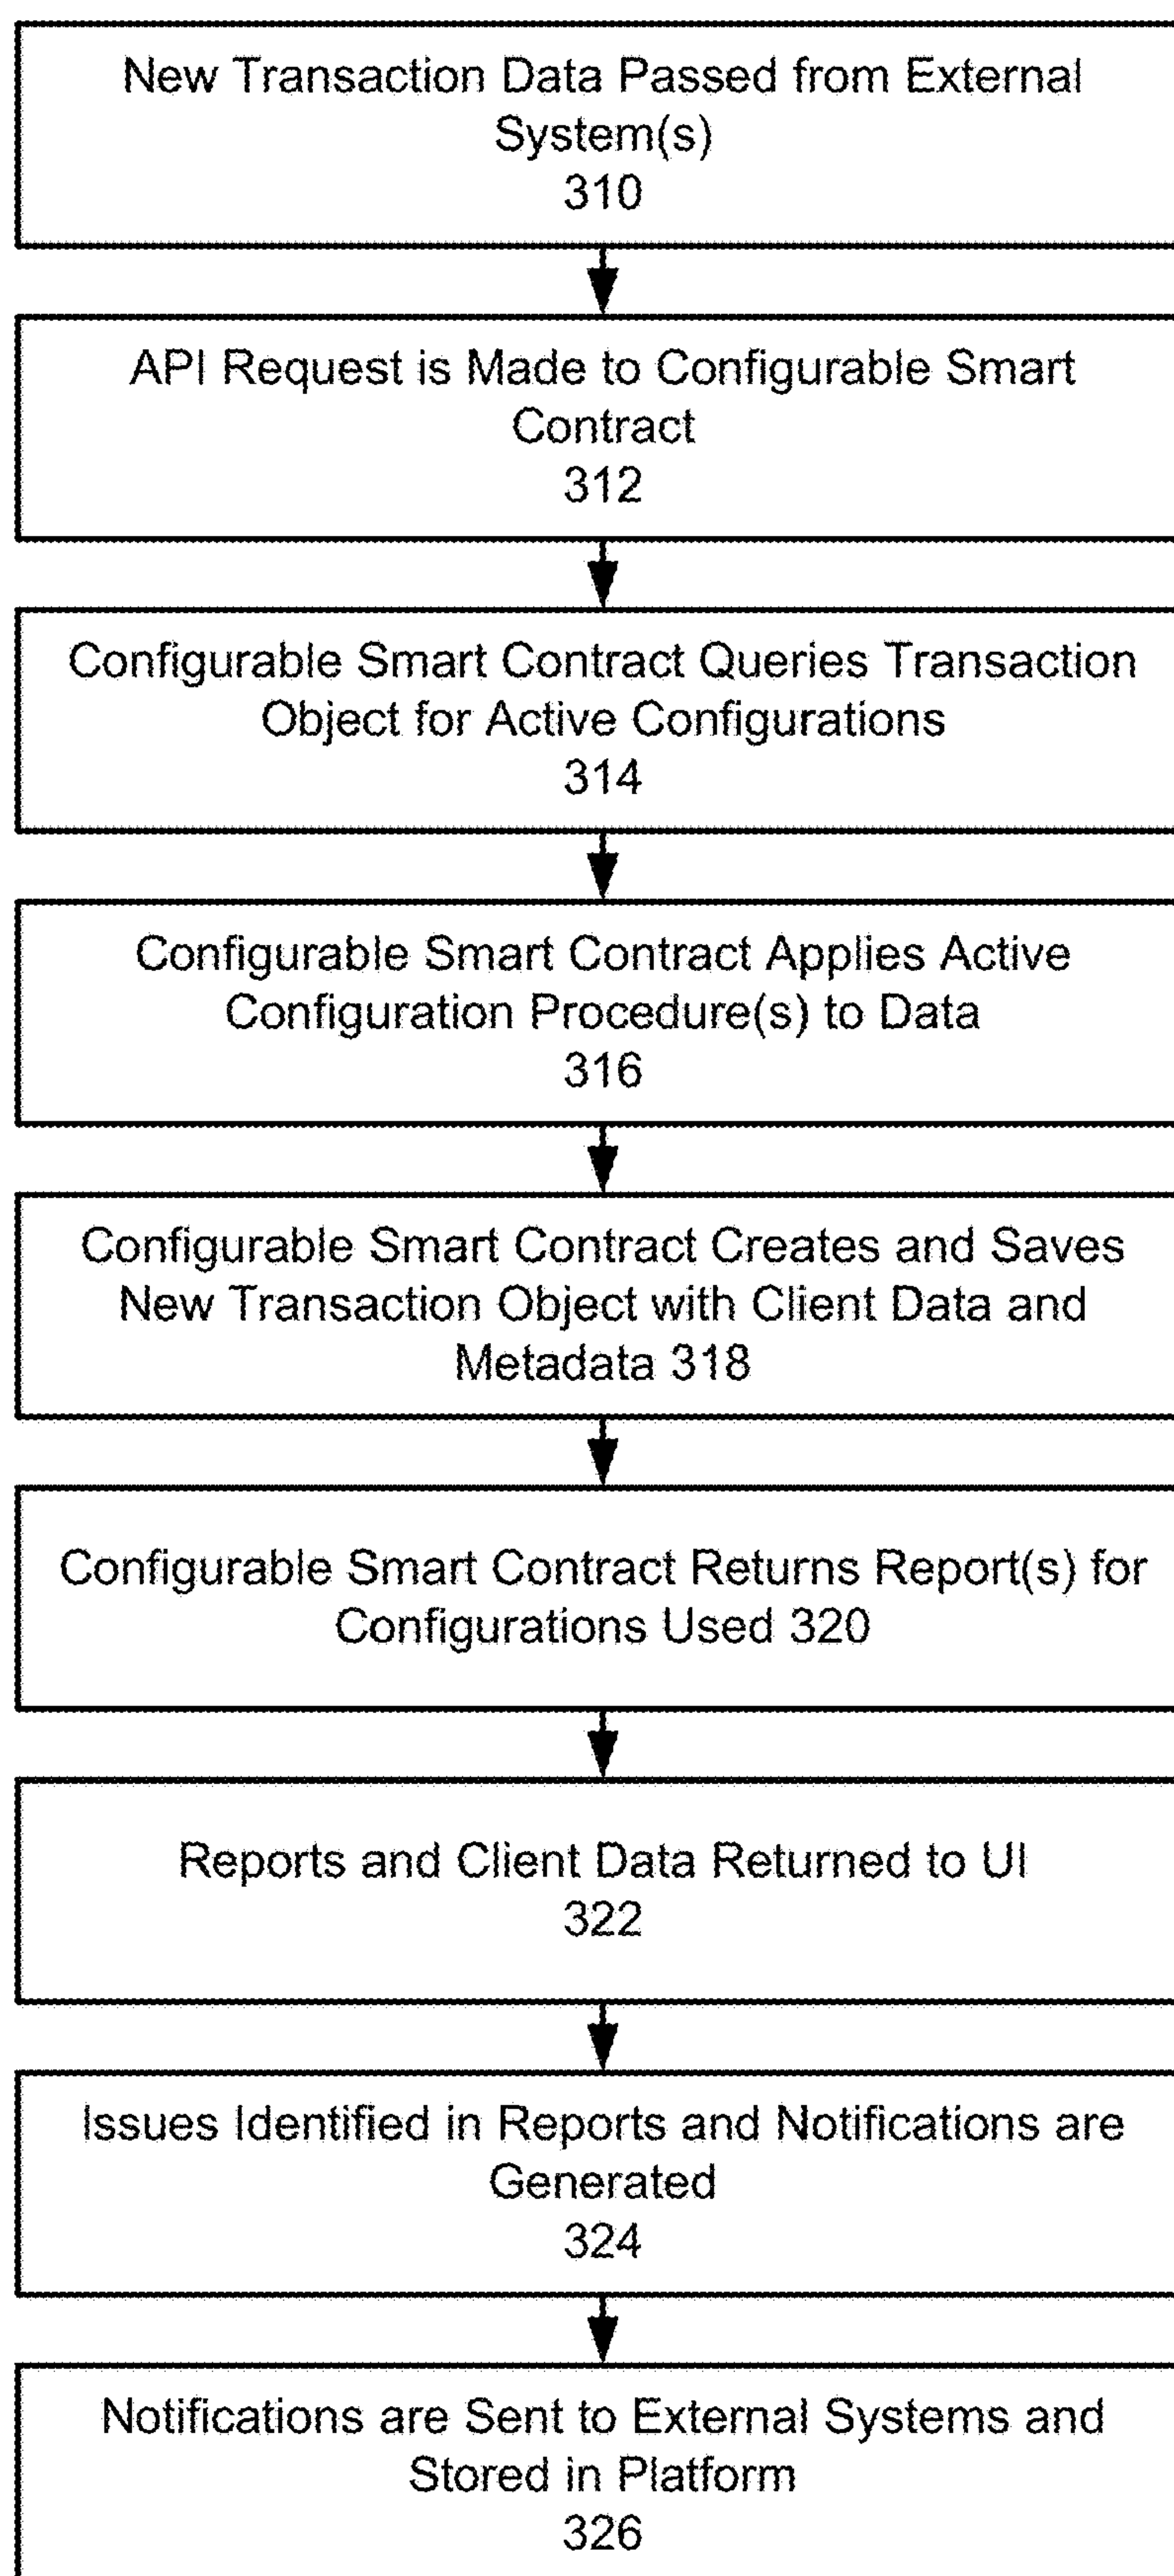 New Transaction Data Passed from External
System(s)
310
API Request is Made to Configurable Smart
Contract
312
Configurable Smart Contract Queries Transaction
Object for Active Configurations
314
Configurable Smart Contract Applies Active
Configuration Procedure(s) to Data
316
Configurable Smart Contract Creates and Saves
New Transaction Object with Client Data and
Metadata 318
Configurable Smart Contract Returns Report(s) for
Configurations Used 320
Reports and Client Data Returned to UI
322
Issues Identified in Reports and Notifications are
Generated
324
Notifications are Sent to External Systems and
Stored in Platform
326